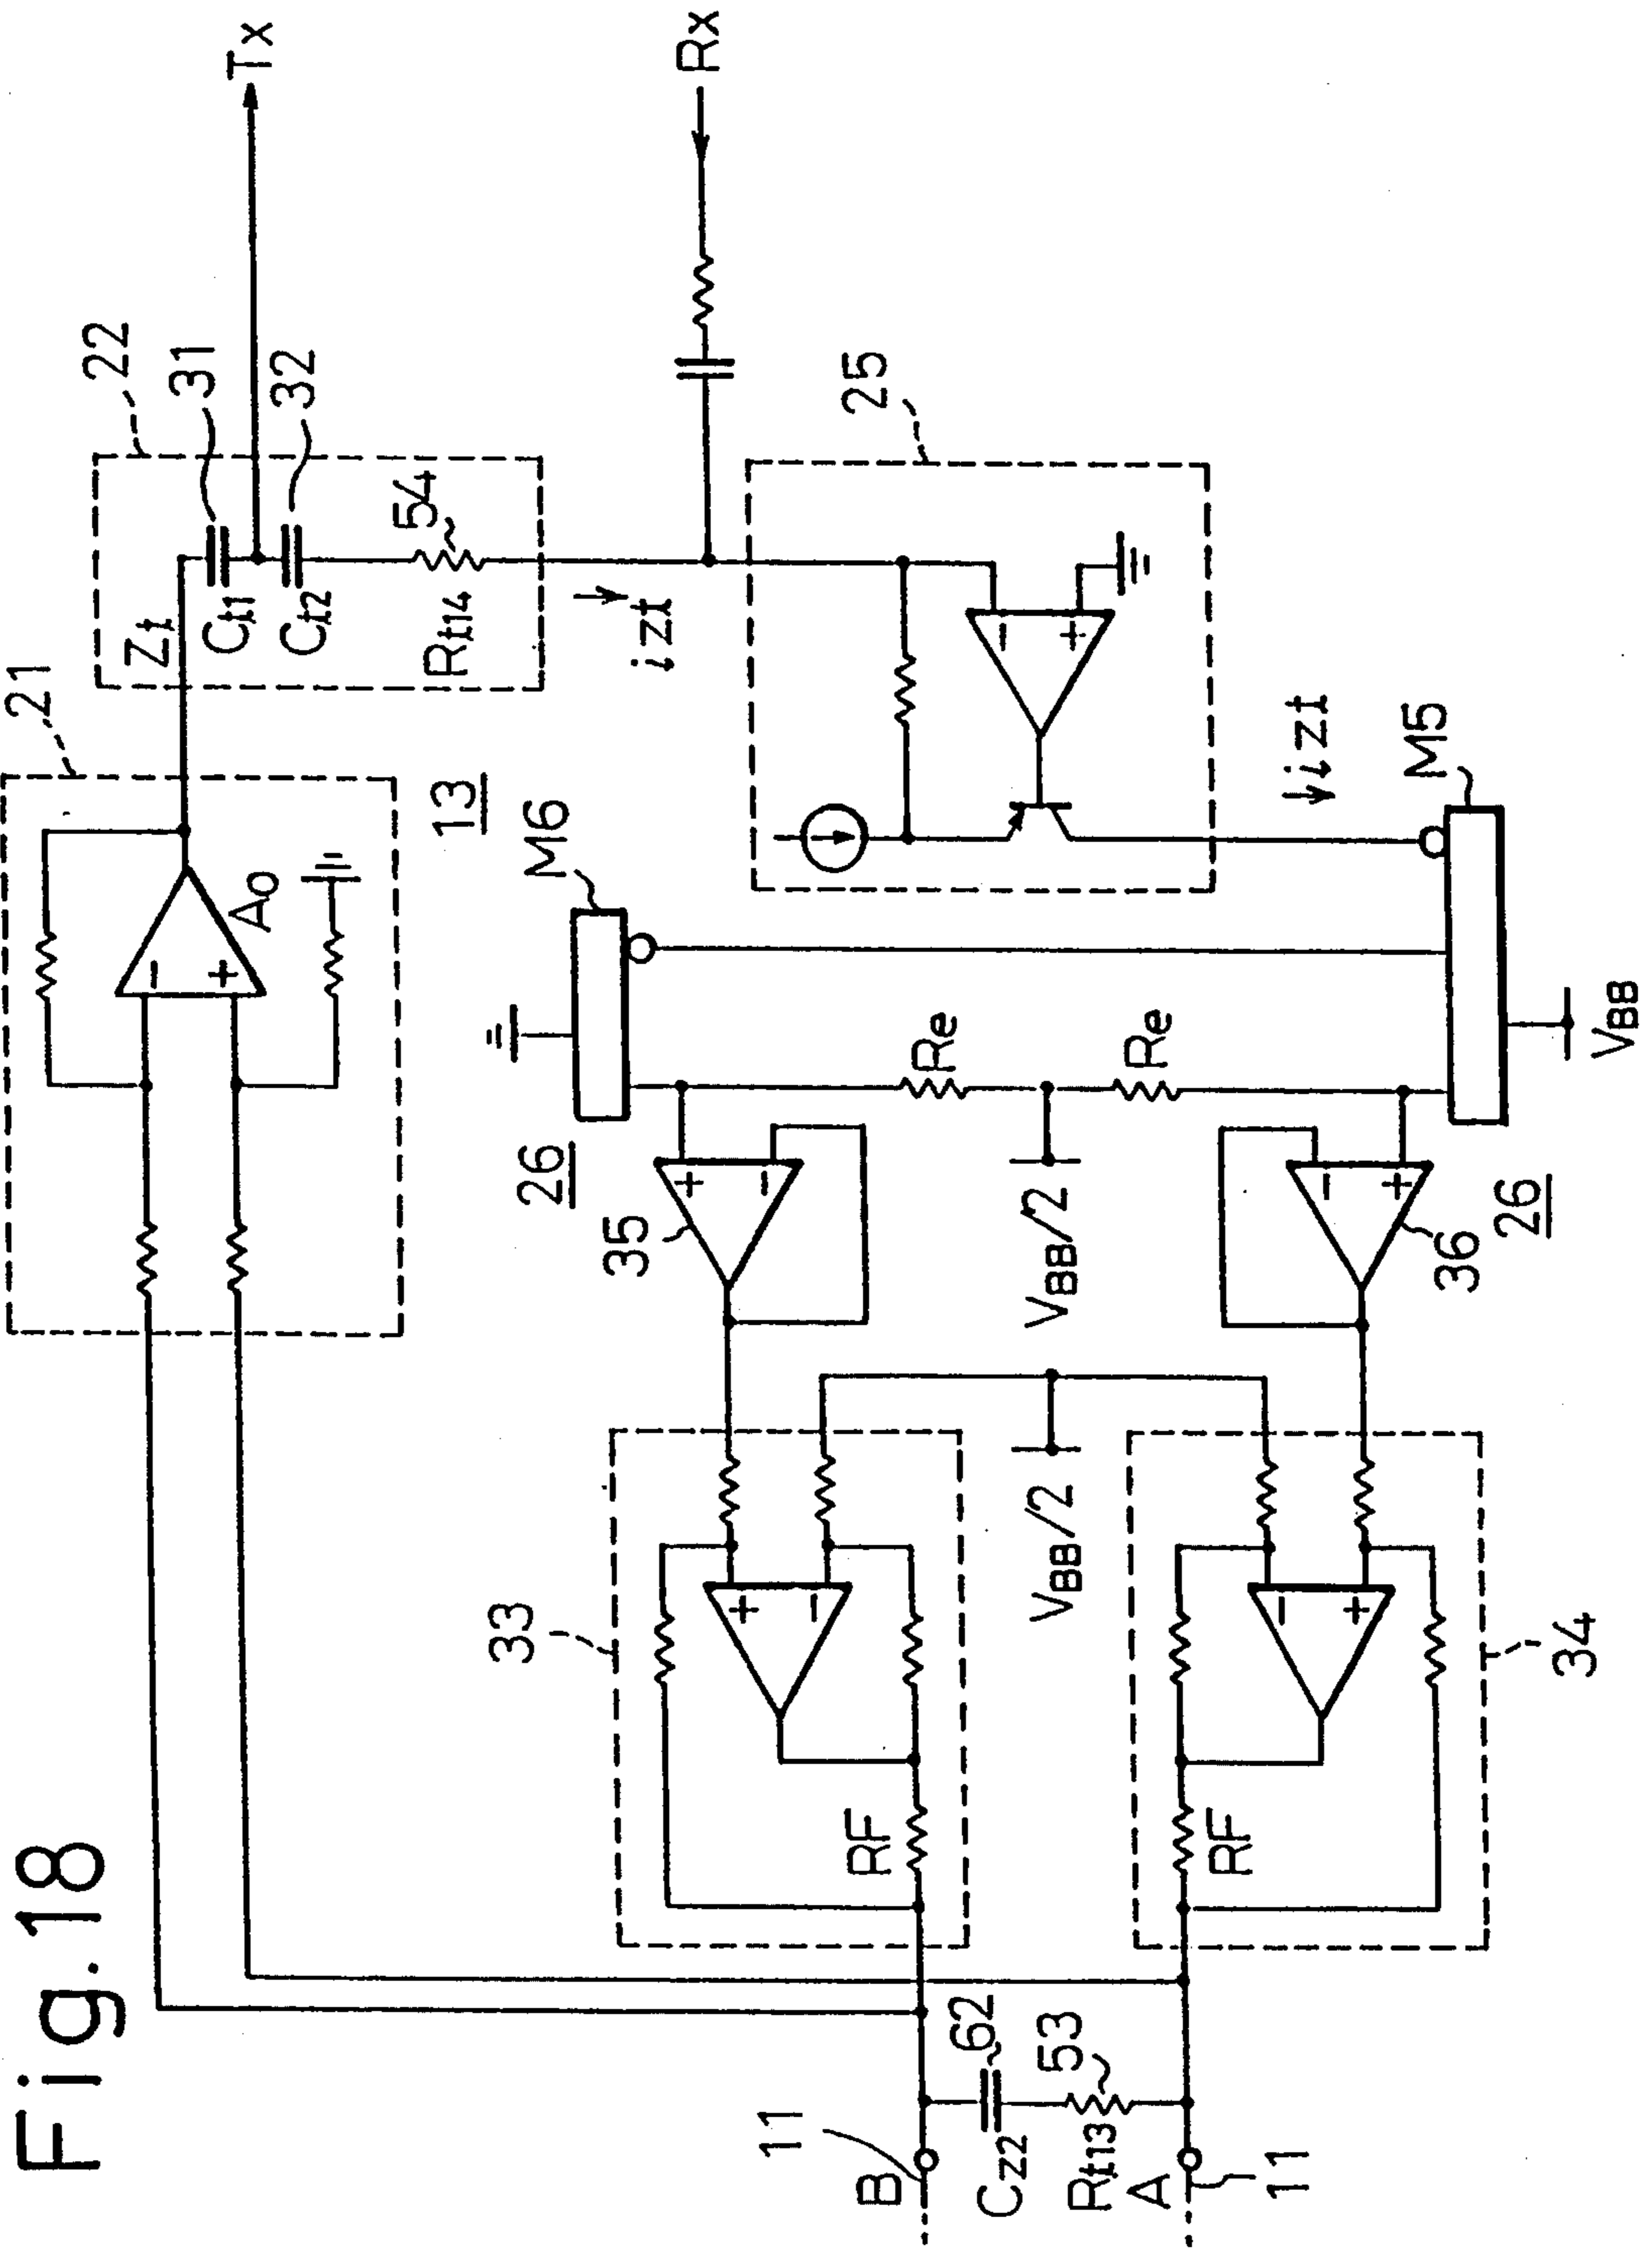 Fig. 18
21
22
31
32
Tx
Zt
Ct1
Ct2
54
Rt14
A0
13
izt
Rx
25
M6
26
35
Re
Re
VBB/2
izt
M5
VBB
36
26
33
VBB/2
RF
RF
34
11
B
62
Cz2
53
Rt13
A
11
+
−
+
−
+
−
+
−
+
−
+
−